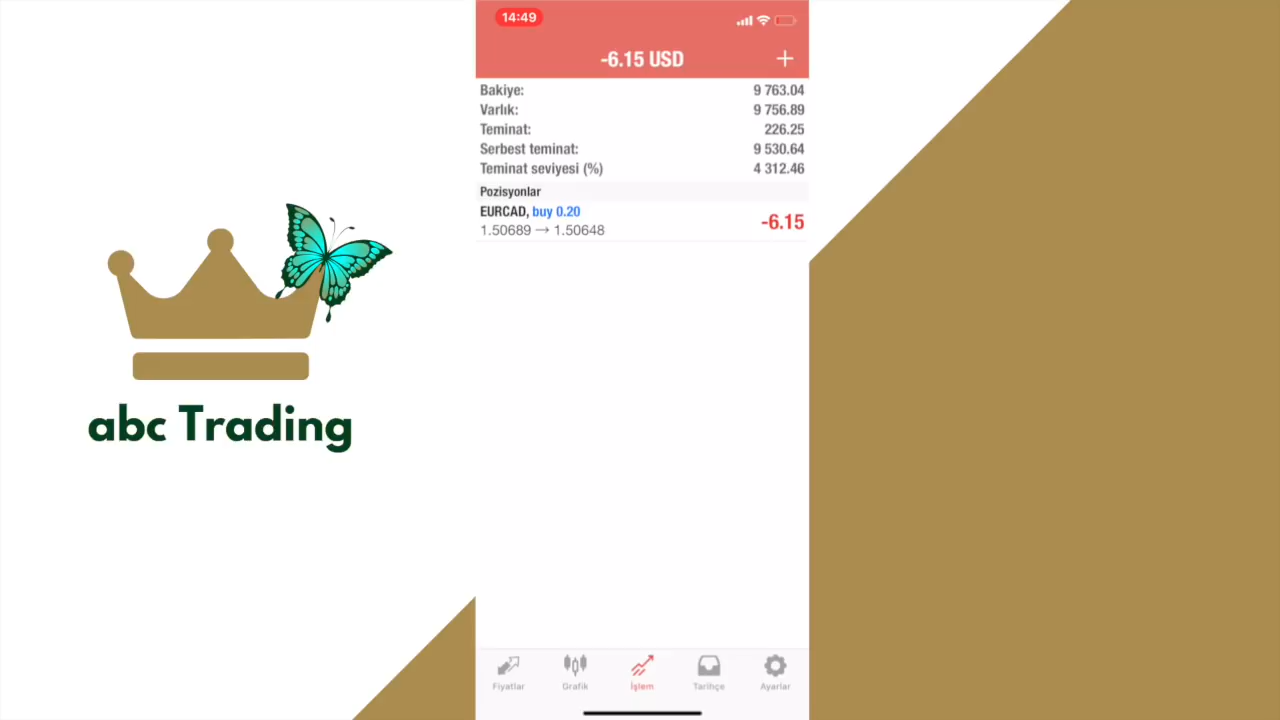 14:49
-6.15 USD
Bakiye: 9 763.04
Varlık: 9 756.89
Teminat: 226.25
Serbest teminat: 9 530.64
Teminat seviyesi (%) 4 312.46
Pozisyonlar
EURCAD, buy 0.20
1.50689 → 1.50648
-6.15
abc Trading
Fiyatlar Grafik İşlem Tarihçe Ayarlar